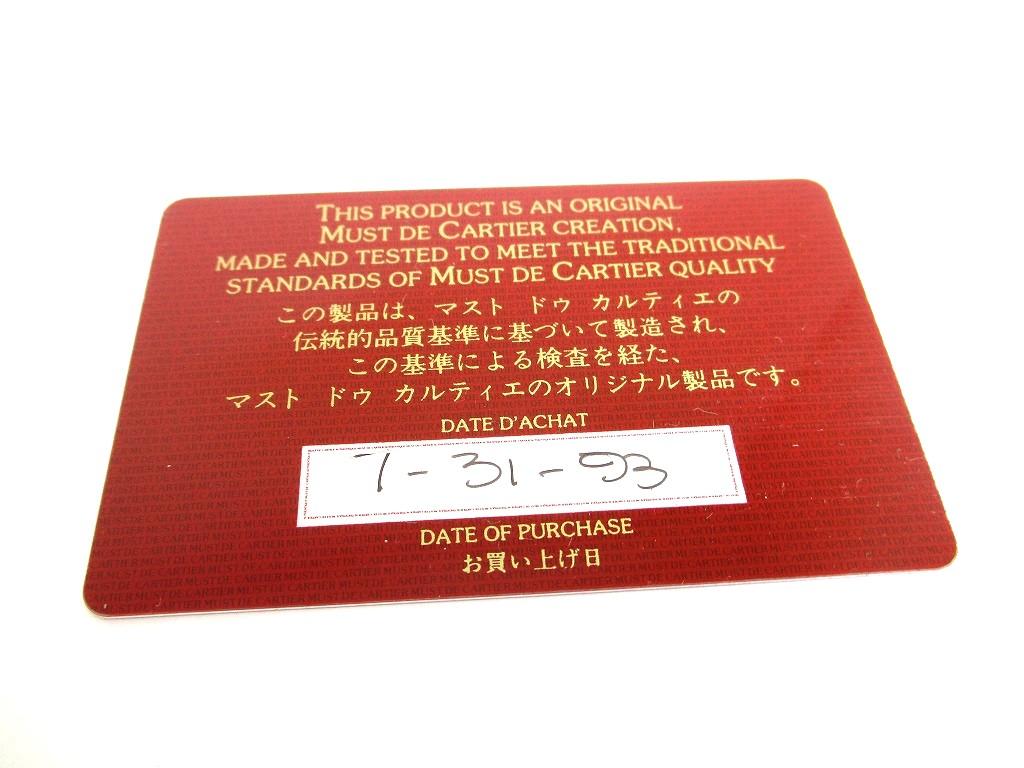 THIS PRODUCT IS AN ORIGINAL
MUST DE CARTIER CREATION,
MADE AND TESTED TO MEET THE TRADITIONAL
STANDARDS OF MUST DE CARTIER QUALITY
この製品は、マスト ドゥ カルティエの
伝統的品質基準に基づいて製造され、
この基準による検査を経た、
マスト ドゥ カルティエのオリジナル製品です。
DATE D'ACHAT
7-31-93
DATE OF PURCHASE
お買い上げ日